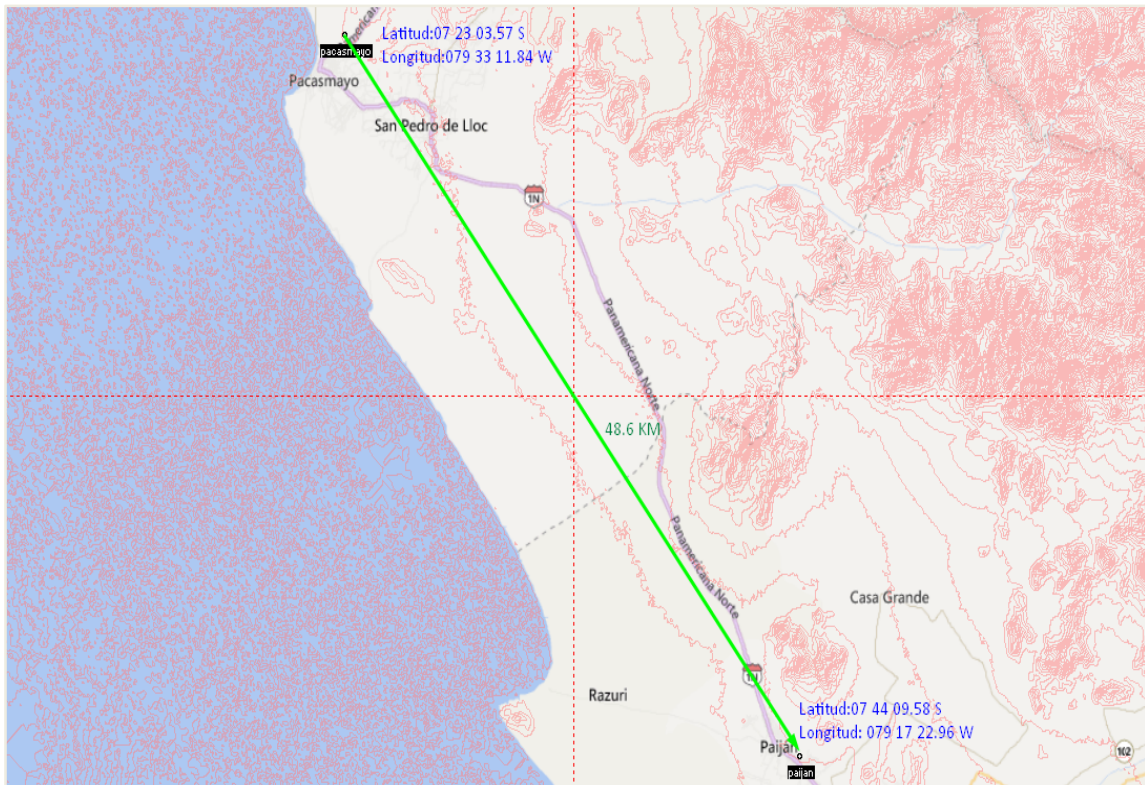 American
Latitud:07 23 03.57 S
pacasmayo
Longitud:079 33 11.84 W
Pacasmayo
San Pedro de Lloc
1N
Panamericana Norte
48.6 KM
Panamericana Norte
Casa Grande
1N
Razuri
Latitud:07 44 09.58 S
Longitud: 079 17 22.96 W
Paiján
102
paijan